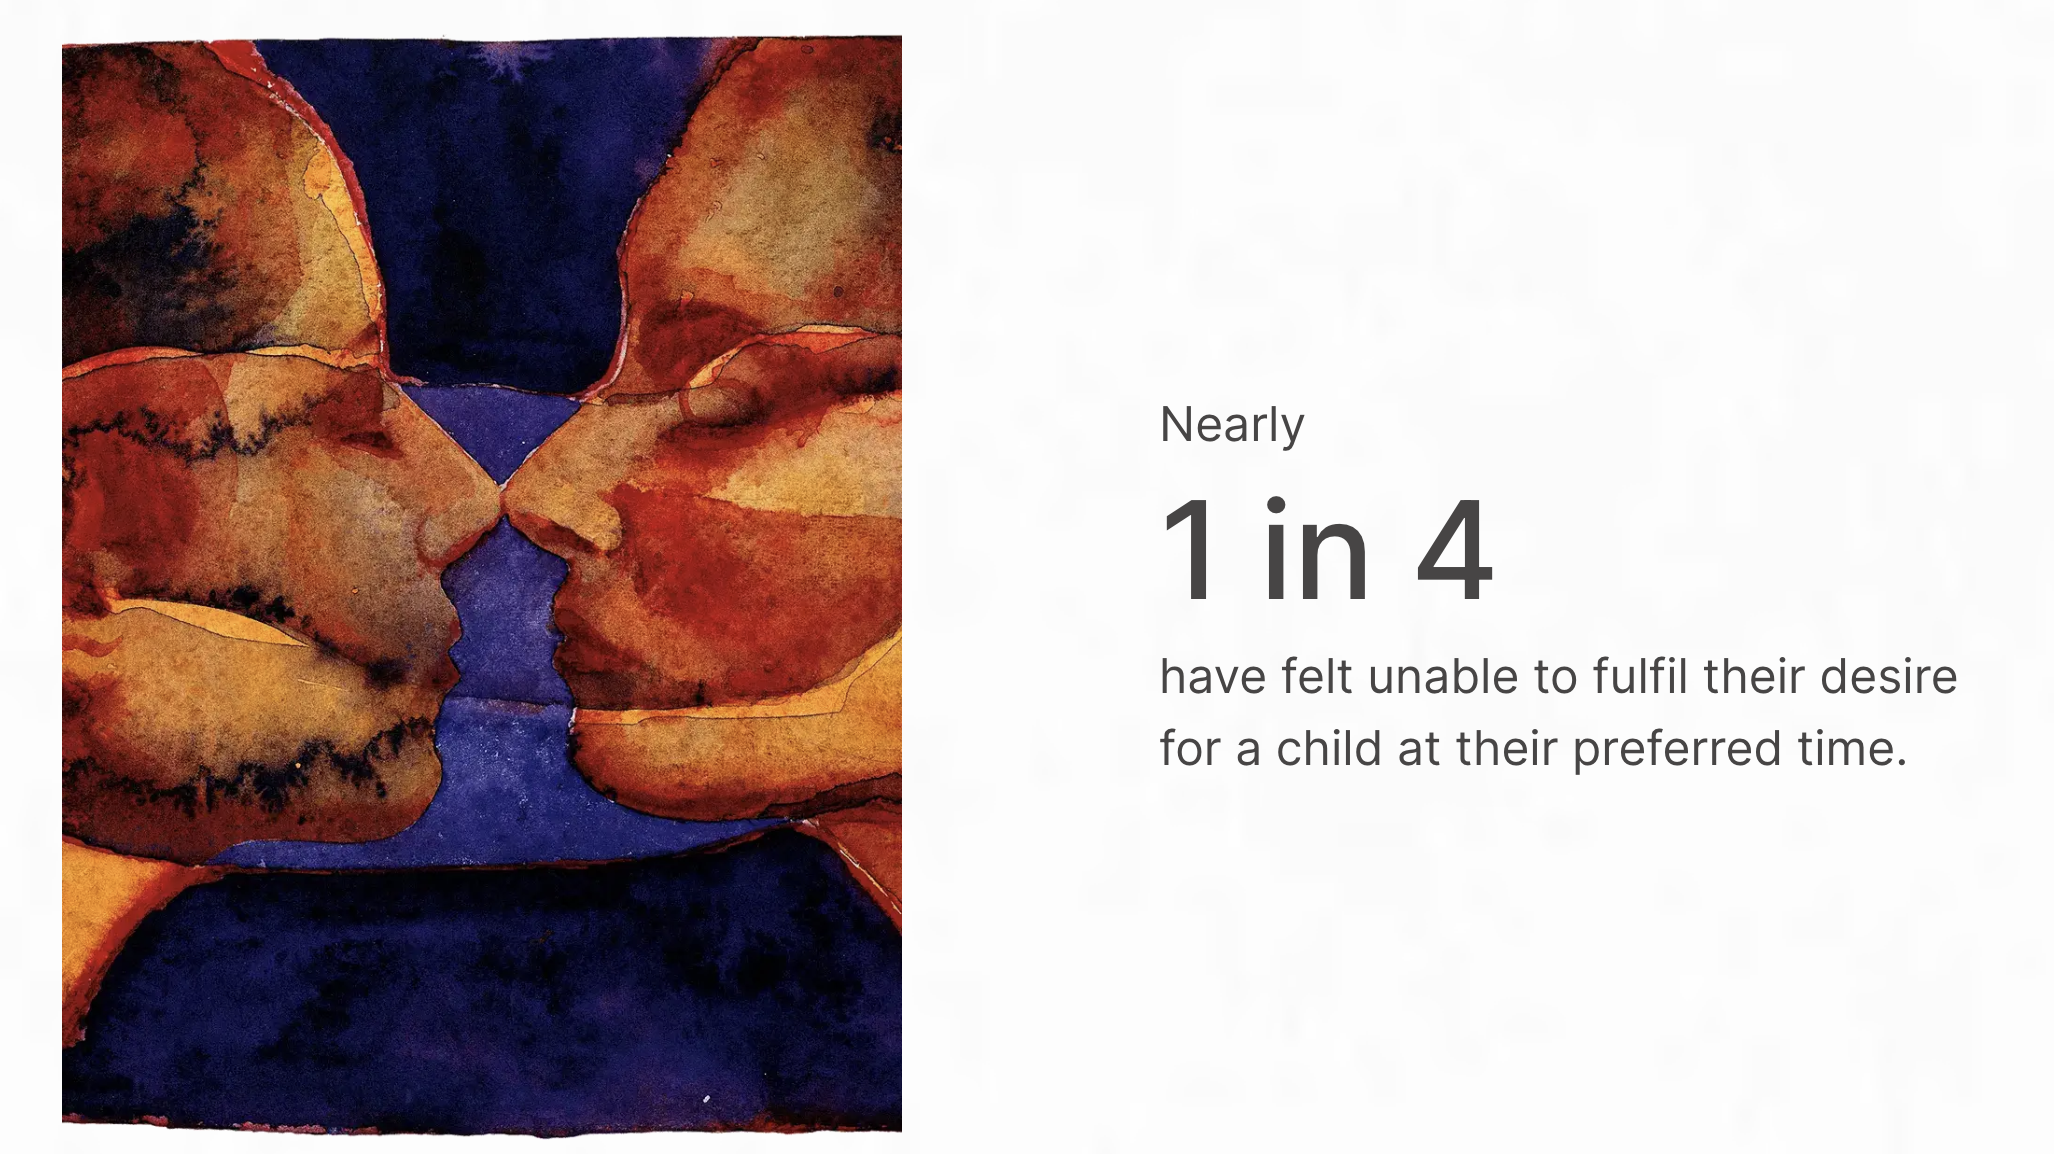 Nearly
1 in 4
have felt unable to fulfil their desire
for a child at their preferred time.